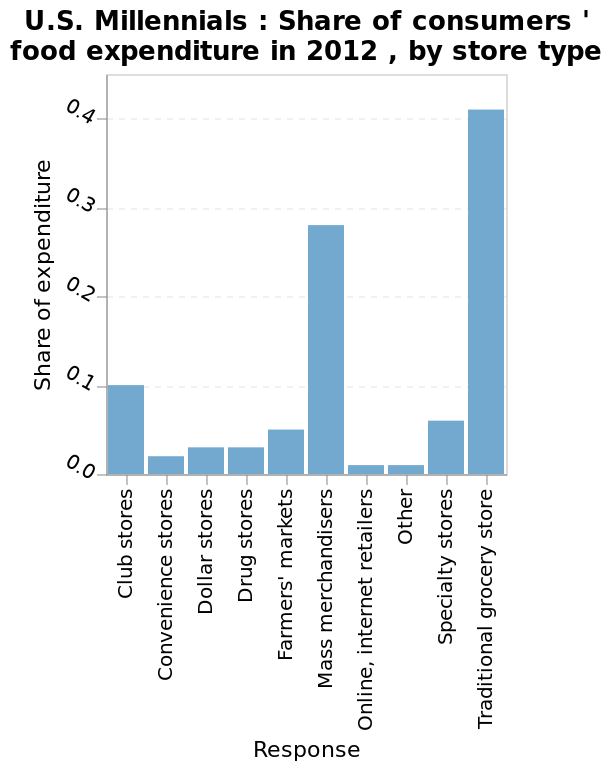 U.S. Millennials : Share of consumers '
food expenditure in 2012 , by store type
Share of expenditure
0.4
0.3
0.2
0.1
0.0
Club stores
Convenience stores
Dollar stores
Drug stores
Farmers' markets
Mass merchandisers
Online, internet retailers
Other
Specialty stores
Traditional grocery store
Response